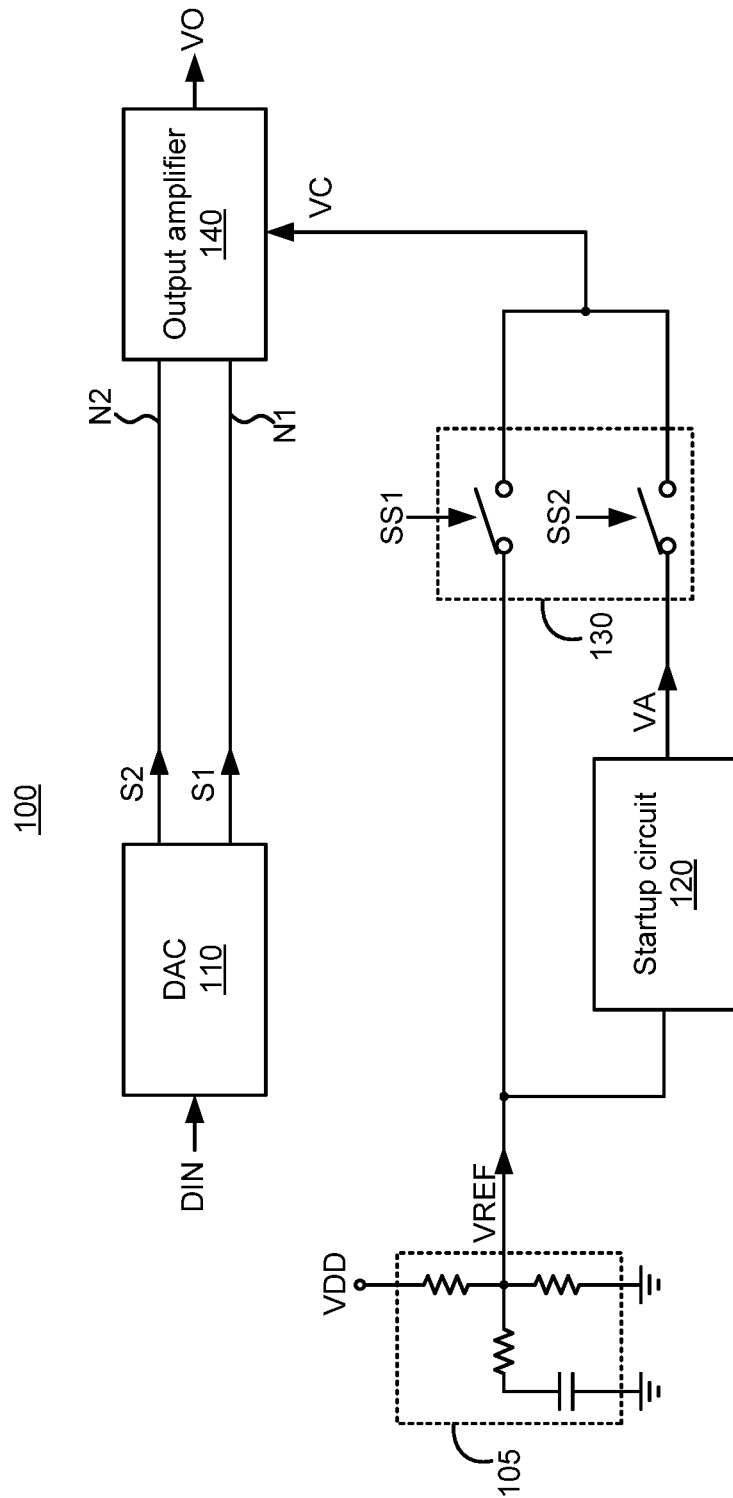 100
DIN
DAC
110
S2
S1
N2
N1
Output amplifier
140
VO
VC
VDD
105
VREF
SS1
SS2
130
Startup circuit
120
VA